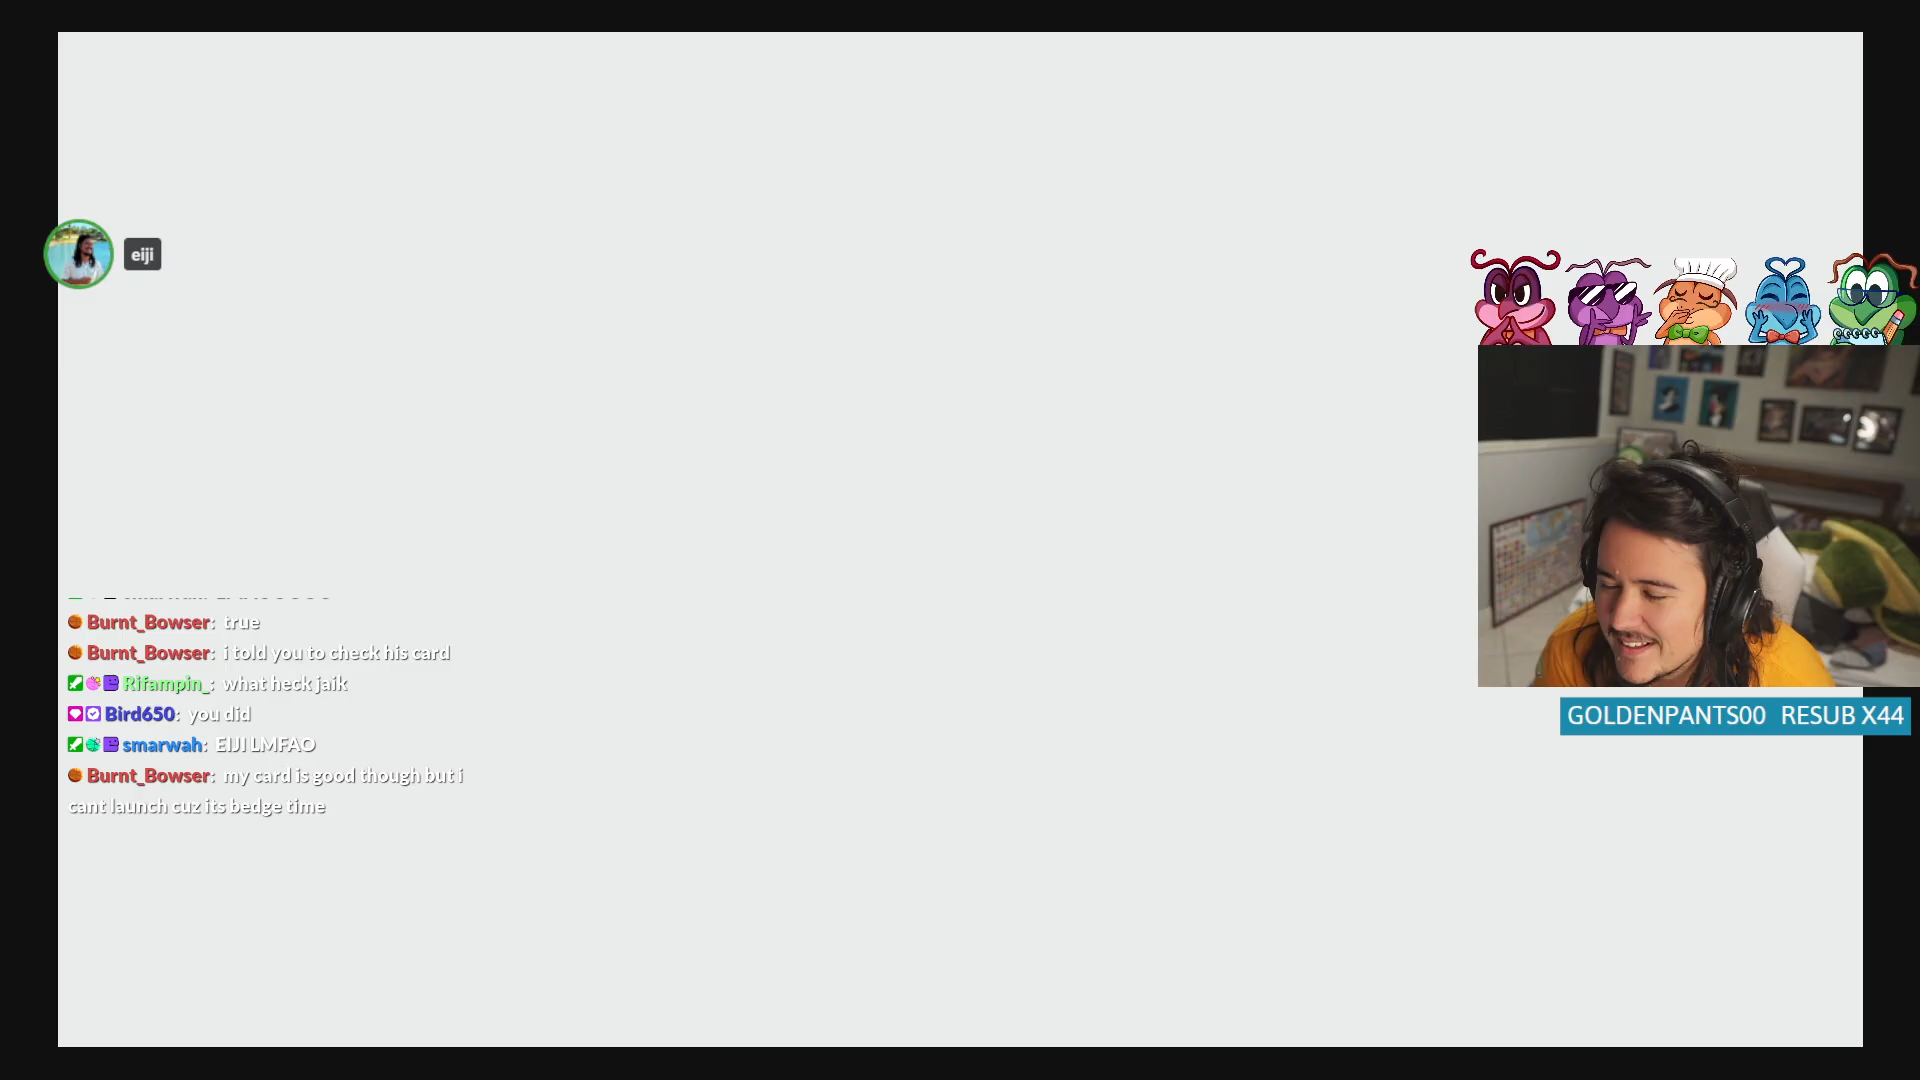 eiji
Burnt_Bowser: true
Burnt_Bowser: i told you to check his card
Rifampin_: what heck jaik
Bird650: you did
smarwah: EIJI LMFAO
Burnt_Bowser: my card is good though but i
cant launch cuz its bedge time
GOLDENPANTS00 RESUB X44